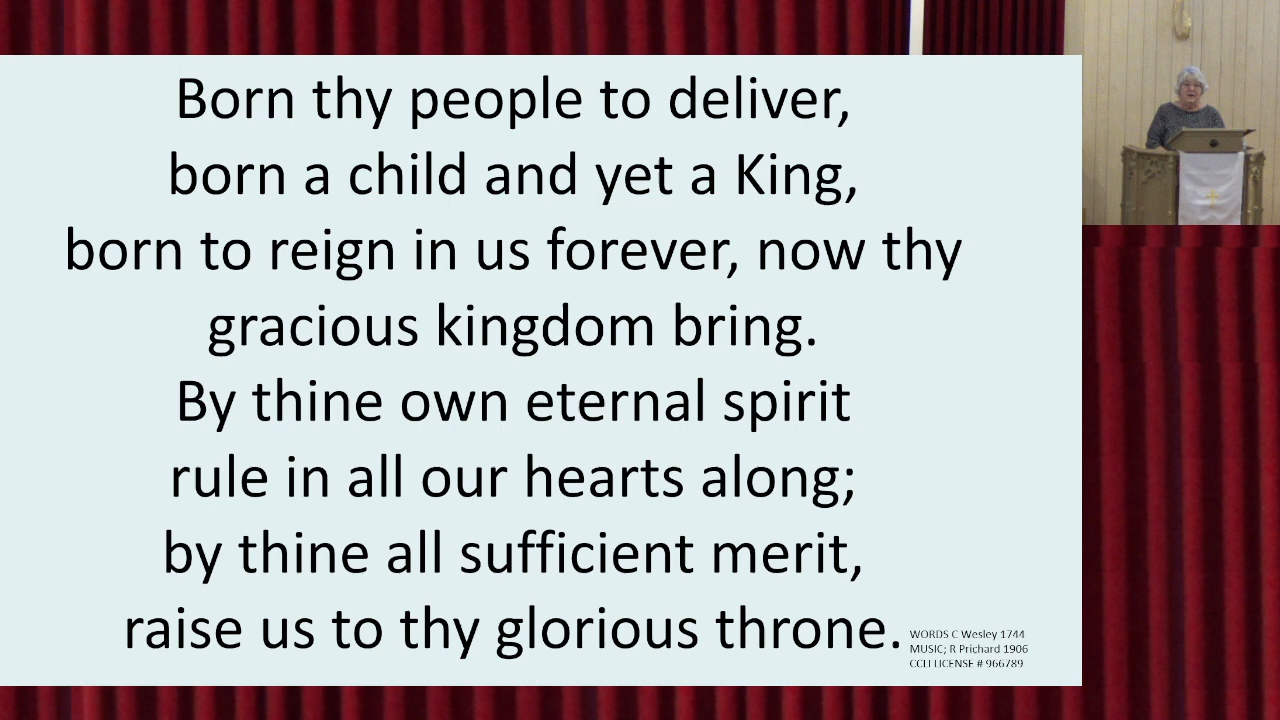 Born thy people to deliver,
born a child and yet a King,
born to reign in us forever, now thy
gracious kingdom bring.
By thine own eternal spirit
rule in all our hearts along;
by thine all sufficient merit,
raise us to thy glorious throne.
WORDS C Wesley 1744
MUSIC; R Prichard 1906
CCLI LICENSE # 966789